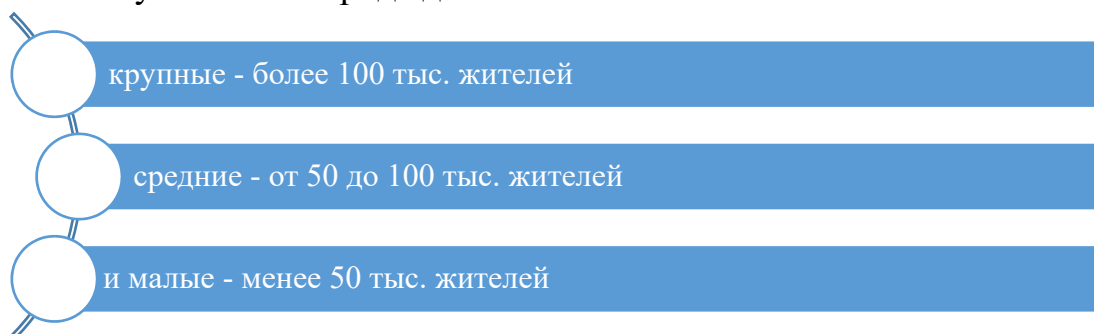 крупные - более 100 тыс. жителей
средние - от 50 до 100 тыс. жителей
и малые - менее 50 тыс. жителей